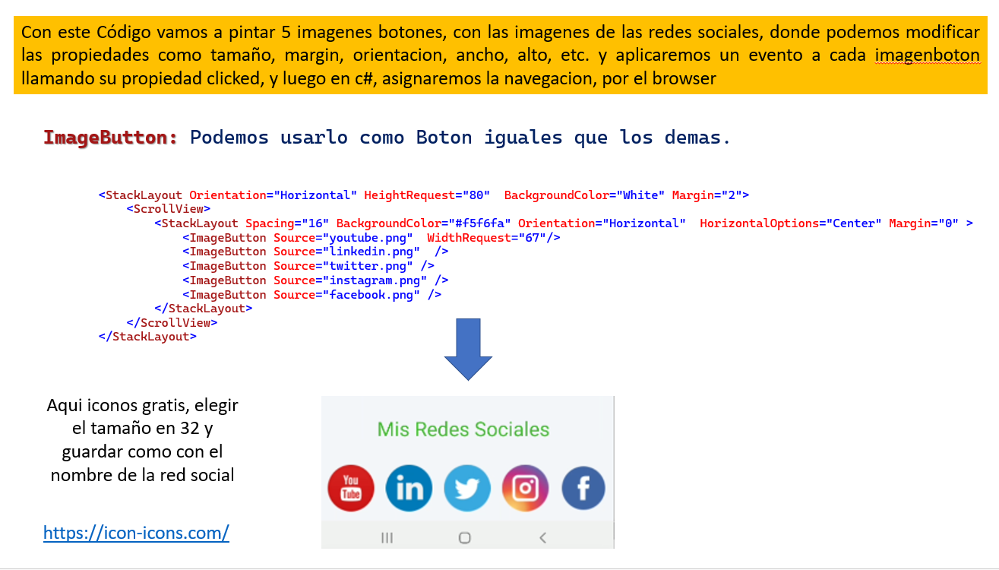 Con este Código vamos a pintar 5 imagenes botones, con las imagenes de las redes sociales, donde podemos modificar
las propiedades como tamaño, margin, orientacion, ancho, alto, etc. y aplicaremos un evento a cada imagenboton
llamando su propiedad clicked, y luego en c#, asignaremos la navegacion, por el browser
ImageButton: Podemos usarlo como Boton iguales que los demas.
<StackLayout Orientation="Horizontal" HeightRequest="80"  BackgroundColor="White" Margin="2">
    <ScrollView>
        <StackLayout Spacing="16" BackgroundColor="#f5f6fa" Orientation="Horizontal"  HorizontalOptions="Center" Margin="0" >
            <ImageButton Source="youtube.png"  WidthRequest="67"/>
            <ImageButton Source="linkedin.png"  />
            <ImageButton Source="twitter.png" />
            <ImageButton Source="instagram.png" />
            <ImageButton Source="facebook.png" />
        </StackLayout>
    </ScrollView>
</StackLayout>
Aqui iconos gratis, elegir
el tamaño en 32 y
guardar como con el
nombre de la red social
https://icon-icons.com/
Mis Redes Sociales
You
Tube
in
f